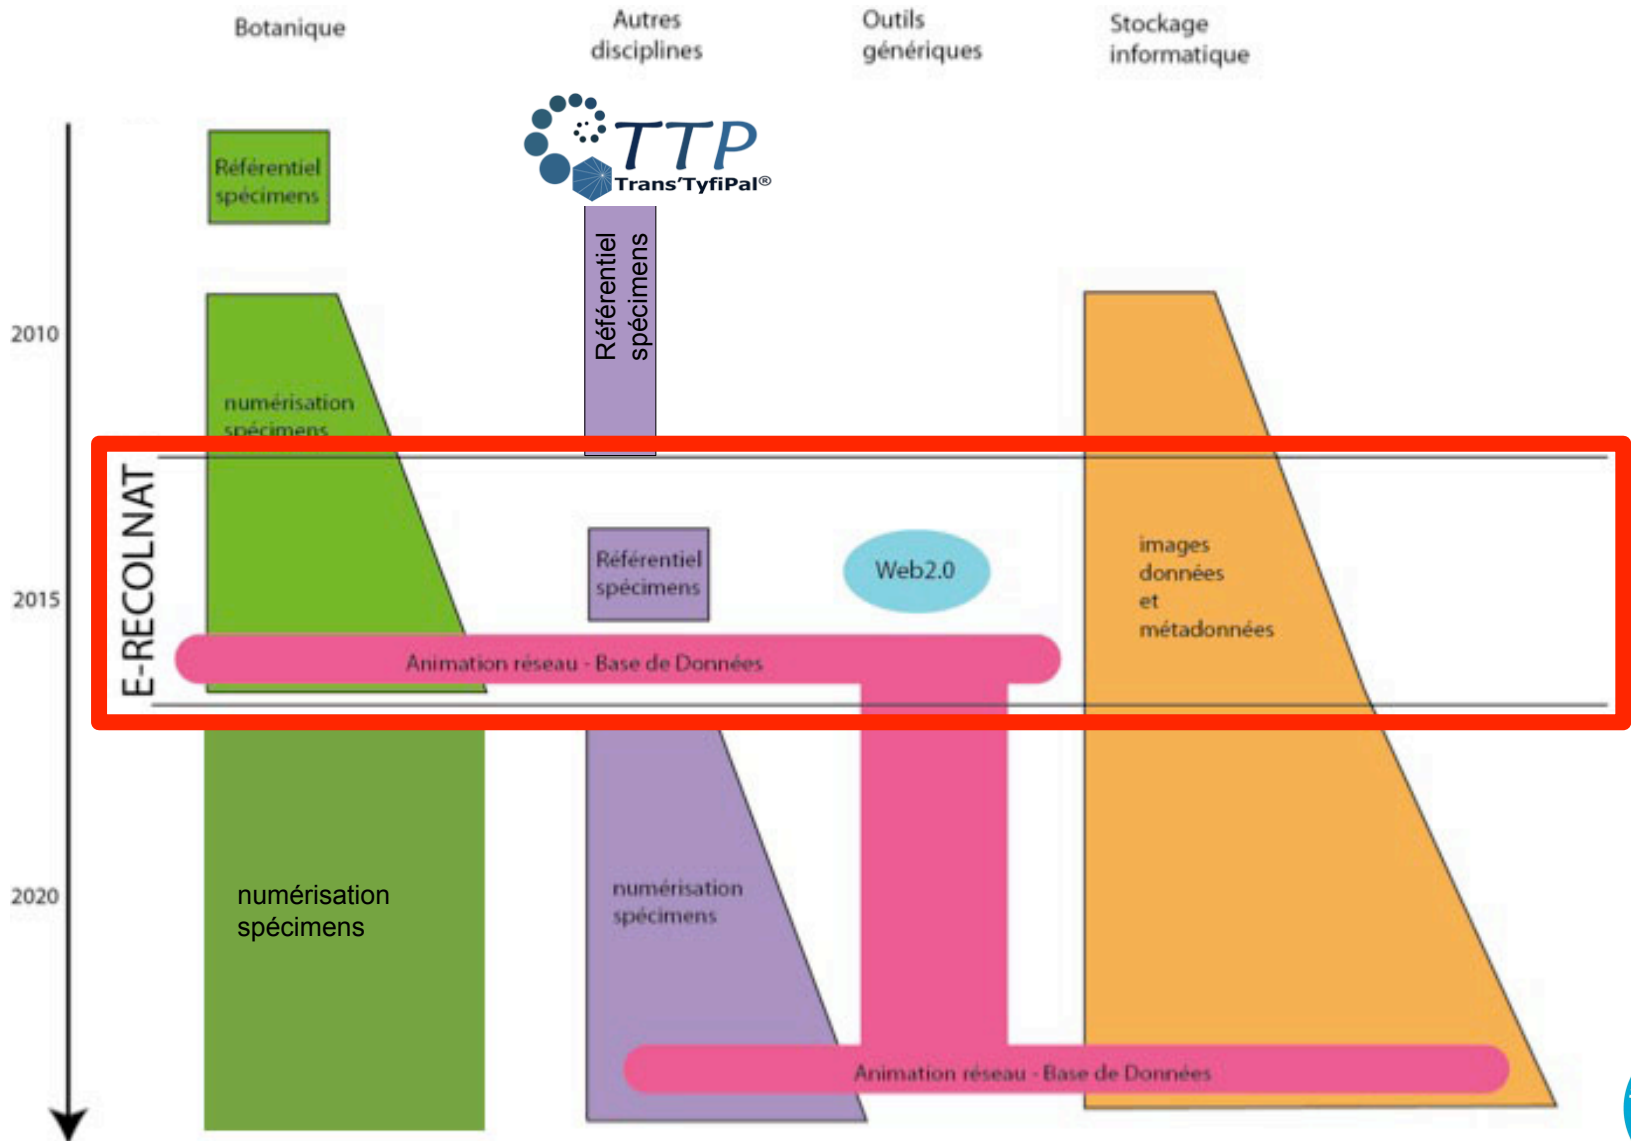 Botanique
Autres
disciplines
Outils
génériques
Stockage
informatique
TTP
Trans'TyfiPal®
Référentiel
spécimens
Référentiel
spécimens
2010
numérisation
spécimens
E-RECOLNAT
Référentiel
spécimens
Web2.0
images
données
et
métadonnées
2015
Animation réseau - Base de Données
2020
numérisation
spécimens
numérisation
spécimens
Animation réseau - Base de Données